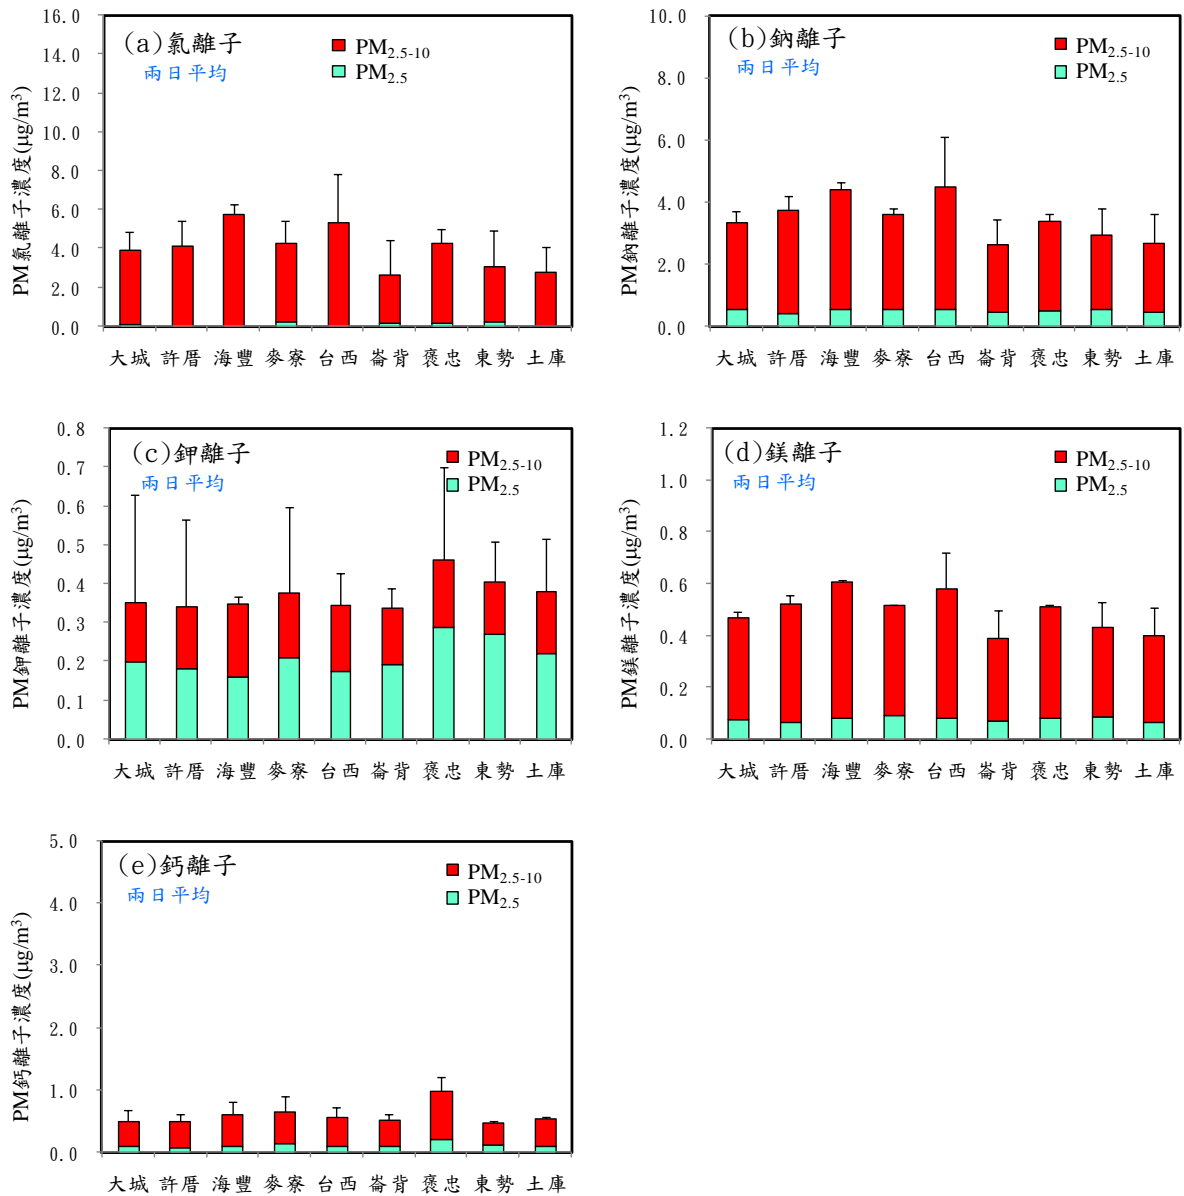 PM氯離子濃度(μg/m³)
16.0
14.0
12.0
10.0
8.0
6.0
4.0
2.0
0.0
(a)氯離子
兩日平均
PM2.5-10
PM2.5
大城 許厝 海豐 麥寮 台西 崙背 褒忠 東勢 土庫
PM鈉離子濃度(μg/m³)
10.0
8.0
6.0
4.0
2.0
0.0
(b)鈉離子
兩日平均
PM2.5-10
PM2.5
大城 許厝 海豐 麥寮 台西 崙背 褒忠 東勢 土庫
PM鉀離子濃度(μg/m³)
0.8
0.7
0.6
0.5
0.4
0.3
0.2
0.1
0.0
(c)鉀離子
兩日平均
PM2.5-10
PM2.5
大城 許厝 海豐 麥寮 台西 崙背 褒忠 東勢 土庫
PM鎂離子濃度(μg/m³)
1.2
1.0
0.8
0.6
0.4
0.2
0.0
(d)鎂離子
兩日平均
PM2.5-10
PM2.5
大城 許厝 海豐 麥寮 台西 崙背 褒忠 東勢 土庫
PM鈣離子濃度(μg/m³)
5.0
4.0
3.0
2.0
1.0
0.0
(e)鈣離子
兩日平均
PM2.5-10
PM2.5
大城 許厝 海豐 麥寮 台西 崙背 褒忠 東勢 土庫